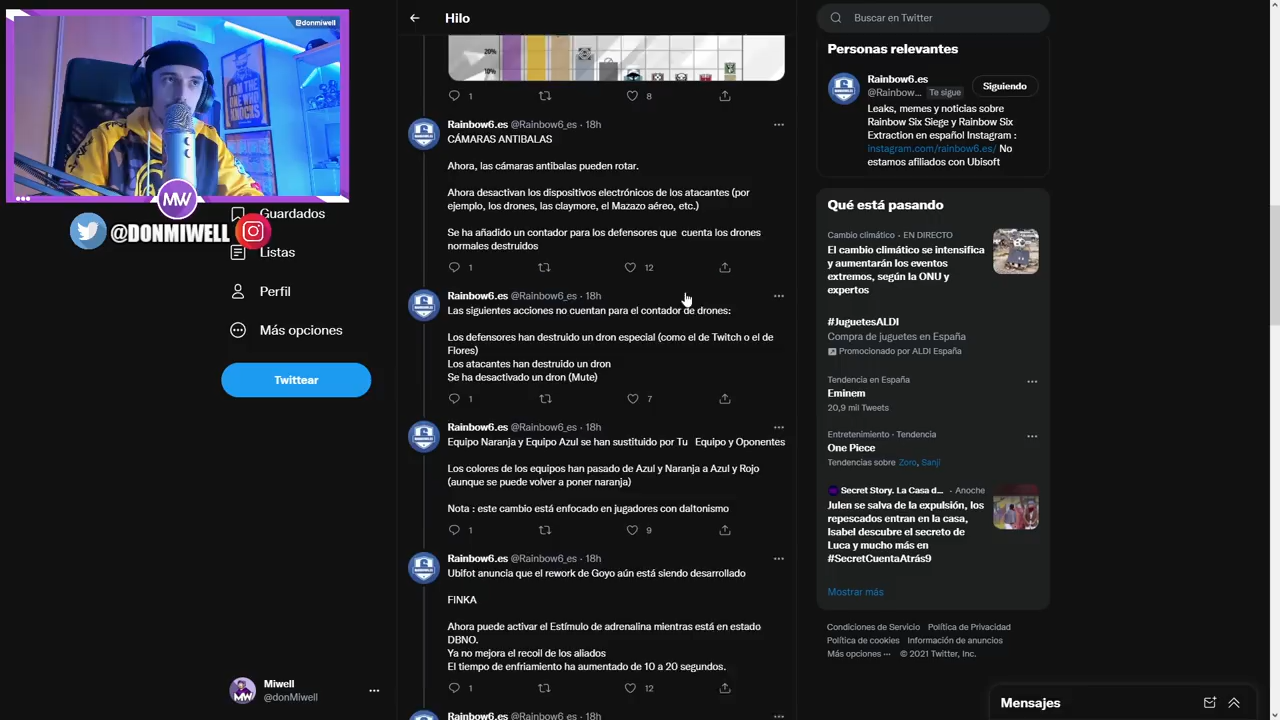 @donmiwell
I AM
THE ONE
WHO
KNOCKS
MW
@DONMIWELL
Guardados
Listas
Perfil
Más opciones
Twittear
Miwell
@donMiwell
Hilo
20%
10%
1
8
Rainbow6.es @Rainbow6_es · 18h
CÁMARAS ANTIBALAS
Ahora, las cámaras antibalas pueden rotar.
Ahora desactivan los dispositivos electrónicos de los atacantes (por
ejemplo, los drones, las claymore, el Mazazo aéreo, etc.)
Se ha añadido un contador para los defensores que cuenta los drones
normales destruidos
1
12
Rainbow6.es @Rainbow6_es · 18h
Las siguientes acciones no cuentan para el contador de drones:
Los defensores han destruido un dron especial (como el de Twitch o el de
Flores)
Los atacantes han destruido un dron
Se ha desactivado un dron (Mute)
1
7
Rainbow6.es @Rainbow6_es · 18h
Equipo Naranja y Equipo Azul se han sustituido por Tu Equipo y Oponentes
Los colores de los equipos han pasado de Azul y Naranja a Azul y Rojo
(aunque se puede volver a poner naranja)
Nota : este cambio está enfocado en jugadores con daltonismo
1
9
Rainbow6.es @Rainbow6_es · 18h
Ubifot anuncia que el rework de Goyo aún está siendo desarrollado
FINKA
Ahora puede activar el Estímulo de adrenalina mientras está en estado
DBNO.
Ya no mejora el recoil de los aliados
El tiempo de enfriamiento ha aumentado de 10 a 20 segundos.
1
12
Rainbow6.es @Rainbow6_es · 18h
Buscar en Twitter
Personas relevantes
Rainbow6.es
@Rainbow... Te sigue
Siguiendo
Leaks, memes y noticias sobre
Rainbow Six Siege y Rainbow Six
Extraction en español Instagram :
instagram.com/rainbow6.es/ No
estamos afiliados con Ubisoft
Qué está pasando
Cambio climático · EN DIRECTO
El cambio climático se intensifica
y aumentarán los eventos
extremos, según la ONU y
expertos
#JuguetesALDI
Compra de juguetes en España
Promocionado por ALDI España
Tendencia en España
Eminem
20,9 mil Tweets
Entretenimiento · Tendencia
One Piece
Tendencias sobre Zoro, Sanji
Secret Story. La Casa d... · Anoche
Julen se salva de la expulsión, los
repescados entran en la casa,
Isabel descubre el secreto de
Luca y mucho más en
#SecretCuentaAtrás9
Mostrar más
Condiciones de Servicio Política de Privacidad
Política de cookies Información de anuncios
Más opciones ··· © 2021 Twitter, Inc.
Mensajes